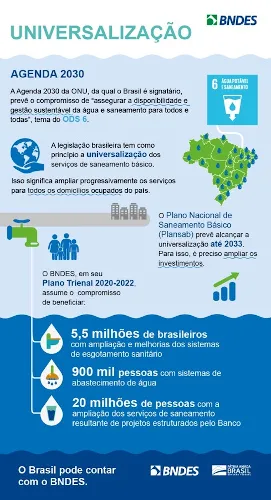 BNDES
UNIVERSALIZAÇÃO
AGENDA 2030
A Agenda 2030 da ONU, da qual o Brasil é signatário,
prevê o compromisso de “assegurar a disponibilidade e
gestão sustentável da água e saneamento para todos e
todas”, tema do ODS 6.
6 ÁGUA POTÁVEL
E SANEAMENTO
A legislação brasileira tem como
princípio a universalização dos
serviços de saneamento básico.
Isso significa ampliar progressivamente os serviços
para todos os domicílios ocupados do país.
O Plano Nacional de
Saneamento Básico
(Plansab) prevê alcançar a
universalização até 2033.
Para isso, é preciso ampliar os
investimentos.
O BNDES, em seu
Plano Trienal 2020-2022,
assume o compromisso
de beneficiar:
5,5 milhões de brasileiros
com ampliação e melhorias dos sistemas
de esgotamento sanitário
900 mil pessoas com sistemas de
abastecimento de água
20 milhões de pessoas com a
ampliação dos serviços de saneamento
resultante de projetos estruturados pelo Banco
O Brasil pode contar
com o BNDES.
BNDES
PÁTRIA AMADA
BRASIL